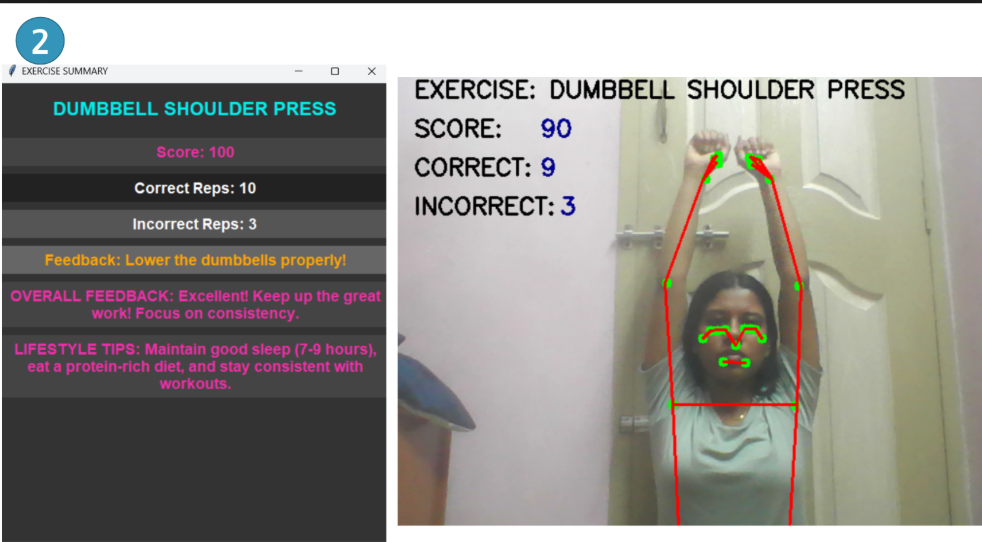 2
EXERCISE SUMMARY
DUMBBELL SHOULDER PRESS
Score: 100
Correct Reps: 10
Incorrect Reps: 3
Feedback: Lower the dumbbells properly!
OVERALL FEEDBACK: Excellent! Keep up the great
work! Focus on consistency.
LIFESTYLE TIPS: Maintain good sleep (7-9 hours),
eat a protein-rich diet, and stay consistent with
workouts.
EXERCISE: DUMBBELL SHOULDER PRESS
SCORE: 90
CORRECT: 9
INCORRECT: 3